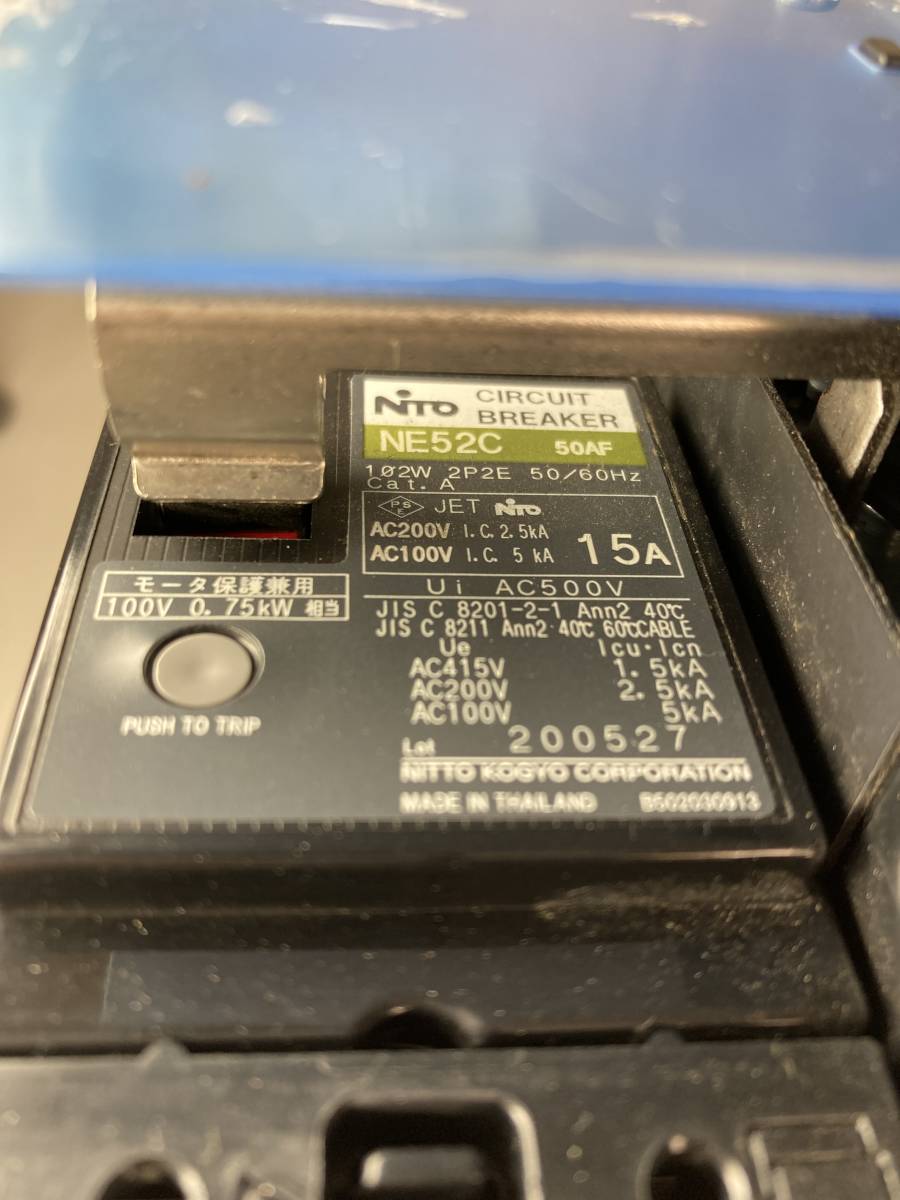 NiTO CIRCUIT BREAKER
NE52C 50AF
1Φ2W 2P2E 50/60Hz
Cat. A
PSE JET NiTO
AC200V I.C. 2.5kA
AC100V I.C. 5 kA 15A
Ui AC500V
モータ保護兼用
100V 0.75kW 相当
PUSH TO TRIP
JIS C 8201-2-1 Ann2 40℃
JIS C 8211 Ann2 40℃ 60℃CABLE
Ue Icu・Icn
AC415V 1.5kA
AC200V 2.5kA
AC100V 5kA
Lot 200527
NITTO KOGYO CORPORATION
MADE IN THAILAND B502030913